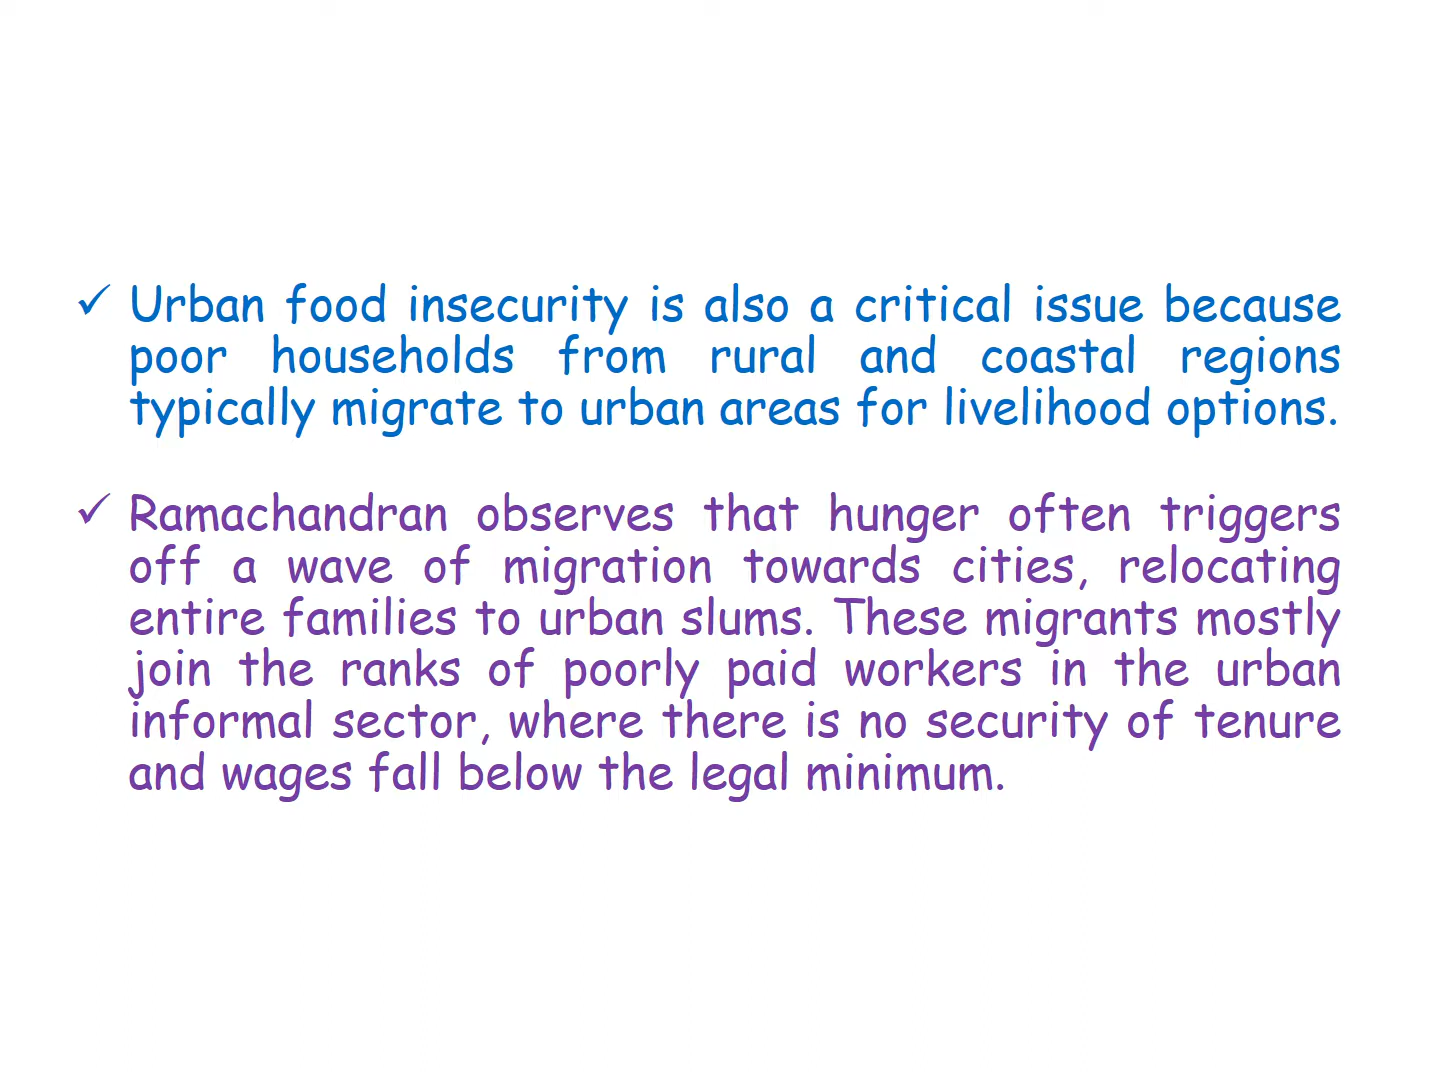 ✓ Urban food insecurity is also a critical issue because
poor households from rural and coastal regions
typically migrate to urban areas for livelihood options.
✓ Ramachandran observes that hunger often triggers
off a wave of migration towards cities, relocating
entire families to urban slums. These migrants mostly
join the ranks of poorly paid workers in the urban
informal sector, where there is no security of tenure
and wages fall below the legal minimum.